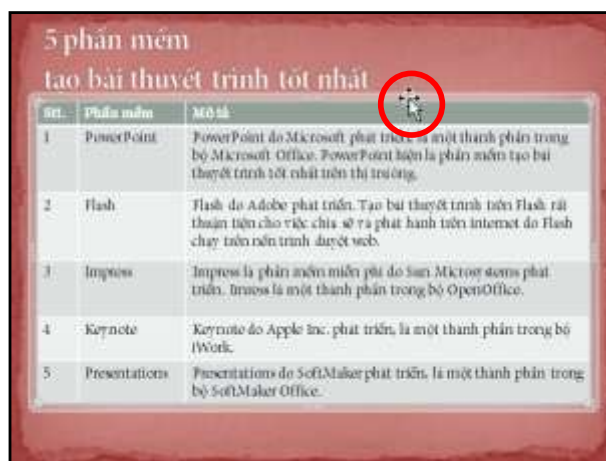 5 phần mềm
tạo bài thuyết trình tốt nhất
Stt. Phần mềm Mô tả
1 PowerPoint PowerPoint do Microsoft phát triển, là một thành phần trong
bộ Microsoft Office. PowerPoint hiện là phần mềm tạo bài
thuyết trình tốt nhất trên thị trường.
2 Flash Flash do Adobe phát triển. Tạo bài thuyết trình trên Flash rất
thuận tiện cho việc chia sẽ và phát hành trên internet do Flash
chạy trên nền trình duyệt web.
3 Impress Impress là phần mềm miễn phí do Sun Microsystems phát
triển. Imress là một thành phần trong bộ OpenOffice.
4 Keynote Keynote do Apple Inc. phát triển, là một thành phần trong bộ
iWork.
5 Presentations Presentations do SoftMaker phát triển, là một thành phần trong
bộ SoftMaker Office.